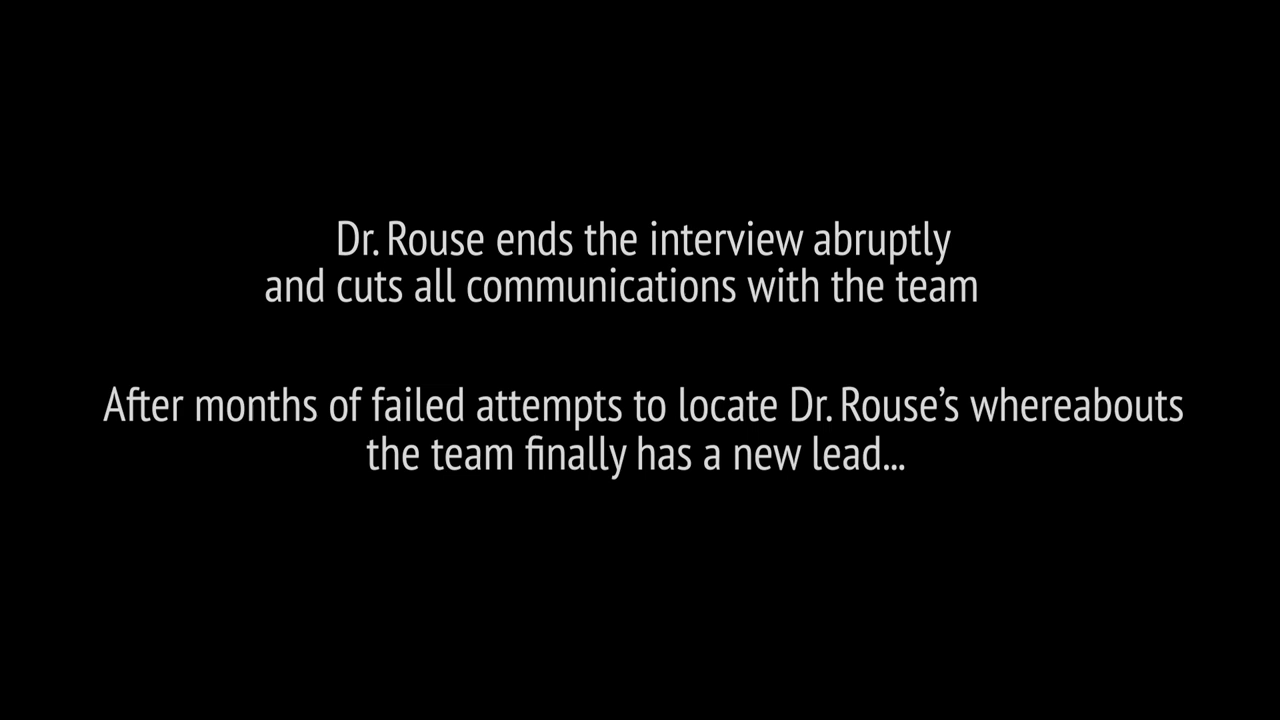 Dr. Rouse ends the interview abruptly
and cuts all communications with the team
After months of failed attempts to locate Dr. Rouse’s whereabouts
the team finally has a new lead...